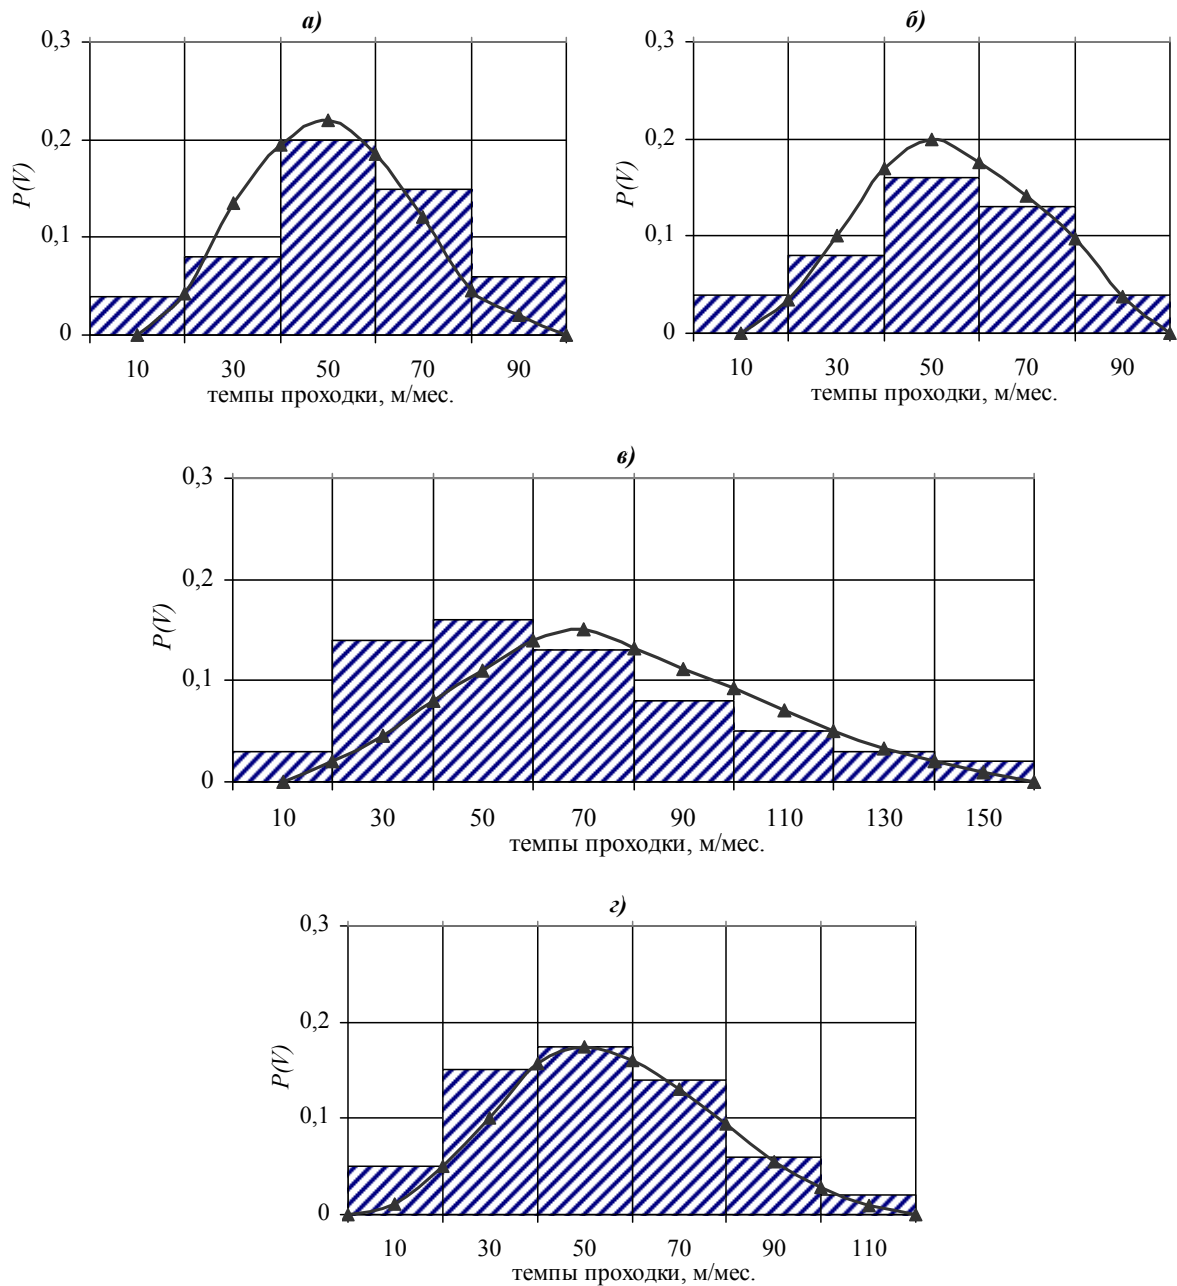 а)
0,3
0,2
0,1
0
P(V)
10 30 50 70 90
темпы проходки, м/мес.
б)
0,3
0,2
0,1
0
P(V)
10 30 50 70 90
темпы проходки, м/мес.
в)
0,3
0,2
0,1
0
P(V)
10 30 50 70 90 110 130 150
темпы проходки, м/мес.
г)
0,3
0,2
0,1
0
P(V)
10 30 50 70 90 110
темпы проходки, м/мес.